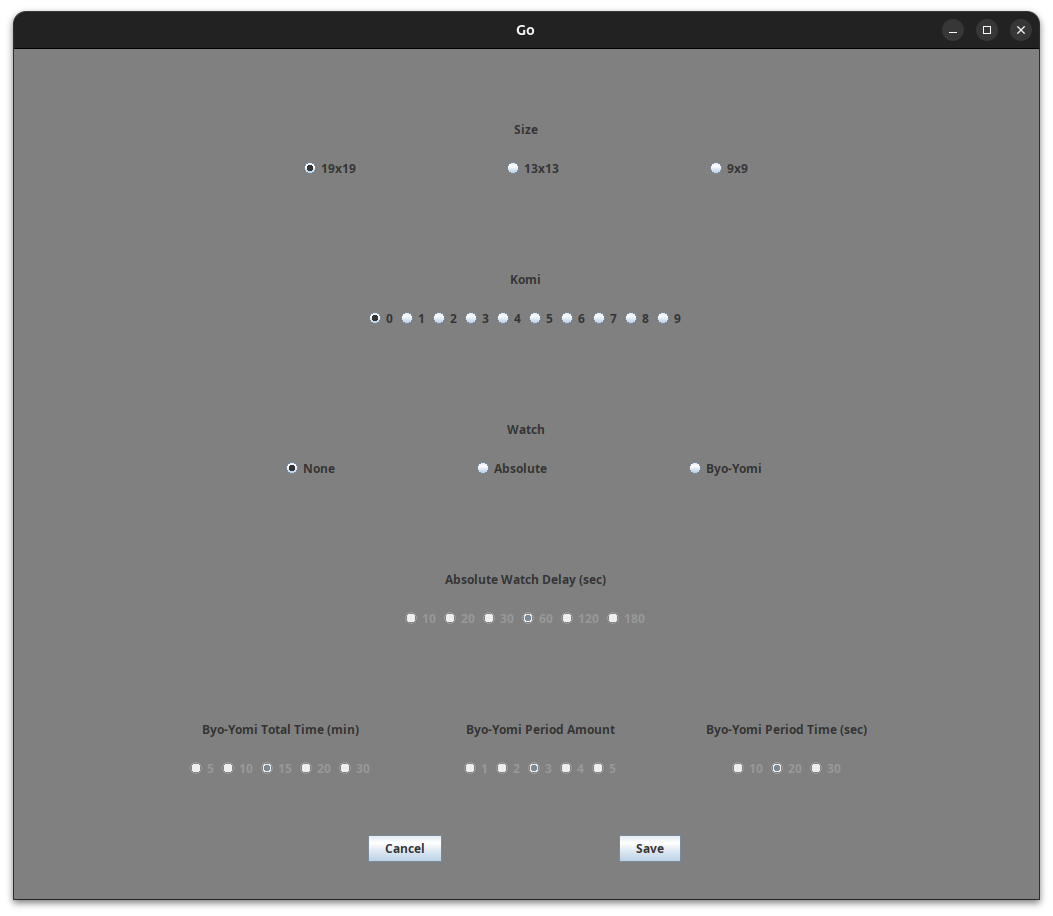 Go
Size
19x19 13x13 9x9
Komi
0 1 2 3 4 5 6 7 8 9
Watch
None Absolute Byo-Yomi
Absolute Watch Delay (sec)
10 20 30 60 120 180
Byo-Yomi Total Time (min) Byo-Yomi Period Amount Byo-Yomi Period Time (sec)
5 10 15 20 30 1 2 3 4 5 10 20 30
Cancel Save